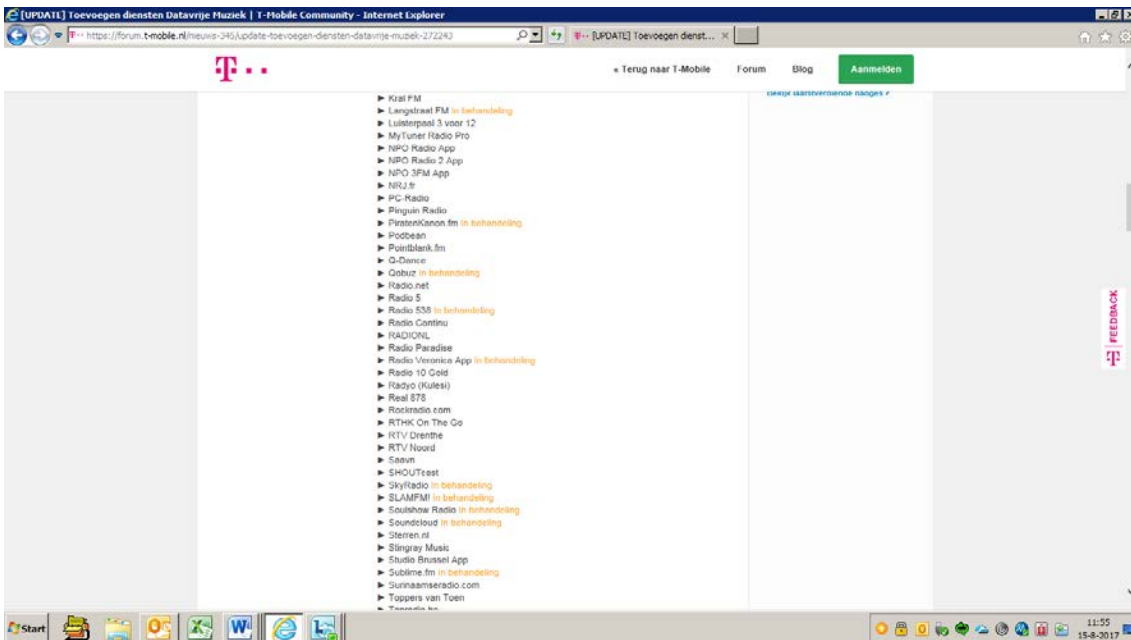 [UPDATE] Toevoegen diensten Datavrije Muziek | T-Mobile Community - Internet Explorer
https://forum.t-mobile.nl/nieuws-345/update-toevoegen-diensten-datavrije-muziek-272243
[UPDATE] Toevoegen dienst...
« Terug naar T-Mobile Forum Blog Aanmelden
► Kral FM
► Langstraat FM In behandeling
► Luisterpaal 3 voor 12
► MyTuner Radio Pro
► NPO Radio App
► NPO Radio 2 App
► NPO 3FM App
► NRJ.fr
► PC-Radio
► Pinguin Radio
► PiratenKanon.fm In behandeling
► Podbean
► Pointblank.fm
► Q-Dance
► Qobuz In behandeling
► Radio.net
► Radio 5
► Radio 538 In behandeling
► Radio Continu
► RADIONL
► Radio Paradise
► Radio Veronica App In behandeling
► Radio 10 Gold
► Radyo (Kulesi)
► Real 878
► Rockradio.com
► RTHK On The Go
► RTV Drenthe
► RTV Noord
► Saavn
► SHOUTcast
► SkyRadio In behandeling
► SLAMFM! In behandeling
► Soulshow Radio In behandeling
► Soundcloud In behandeling
► Sterren.nl
► Stingray Music
► Studio Brussel App
► Sublime.fm In behandeling
► Surinaamseradio.com
► Toppers van Toen
FEEDBACK
Start
11:55
15-8-2017